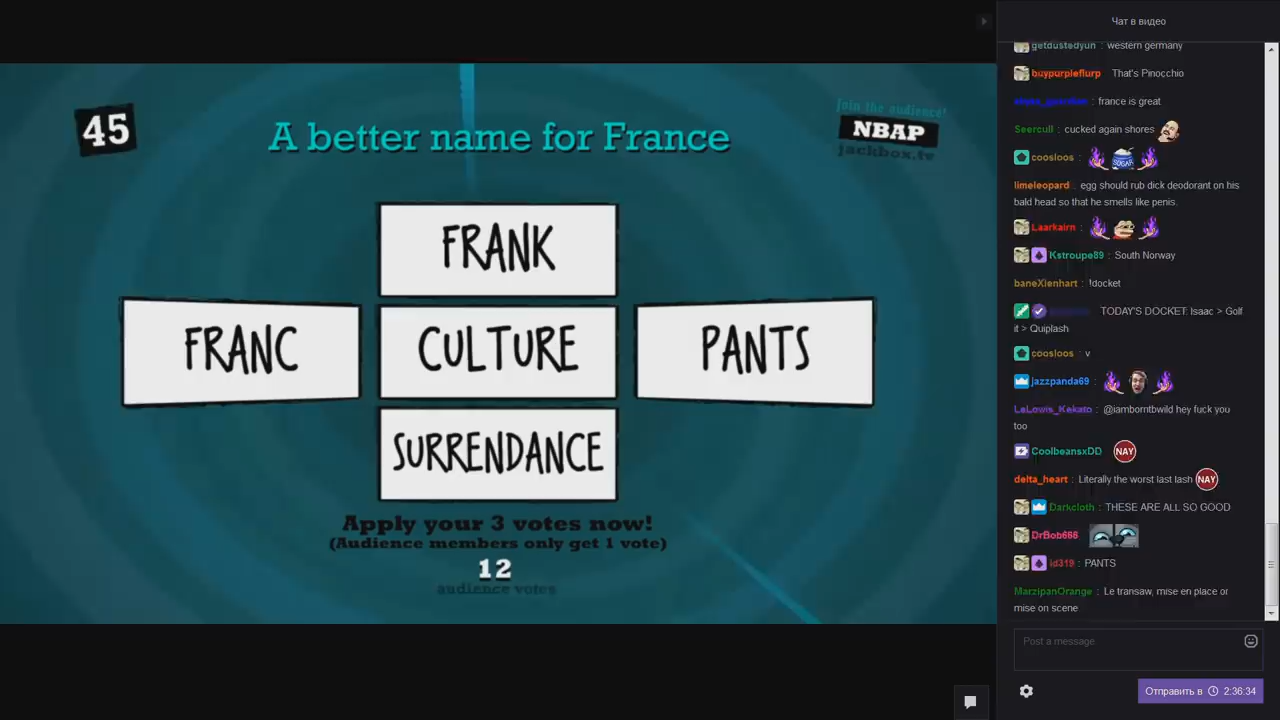 45
A better name for France
Join the audience!
NBAP
jackbox.tv
FRANK
FRANC
CULTURE
PANTS
SURRENDANCE
Apply your 3 votes now!
(Audience members only get 1 vote)
12
audience votes
Чат в видео
getdustedyun : western germany
buypurpleflurp That's Pinocchio
: france is great
Seercull : cucked again shores
coosloos :
SUGAR
limeleopard : egg should rub dick deodorant on his
bald head so that he smells like penis.
Laarkairn :
Kstroupe89 : South Norway
baneXienhart : !docket
: TODAY'S DOCKET: Isaac > Golf
it > Quiplash
coosloos : v
jazzpanda69 :
LeLowis_Kekato : @iamborntbwild hey fuck you
too
CoolbeansxDD NAY
delta_heart : Literally the worst last lash NAY
Darkcloth : THESE ARE ALL SO GOOD
DrBob666
id319 : PANTS
MarzipanOrange : Le transaw, mise en place or
mise on scene
Post a message
Отправить в 2:36:34